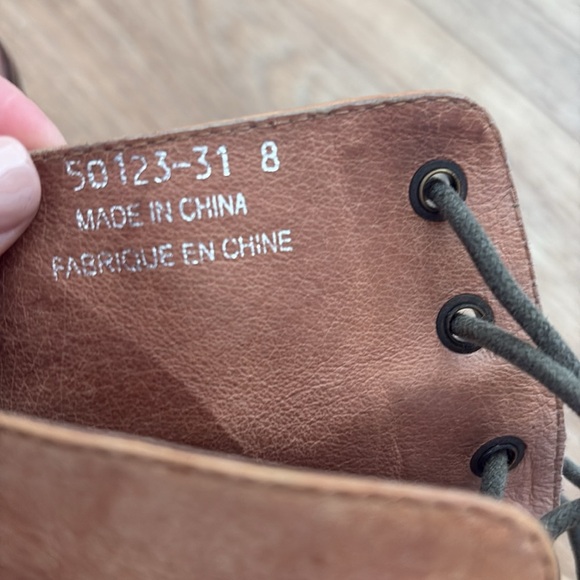 50123-31 8
MADE IN CHINA
FABRIQUE EN CHINE